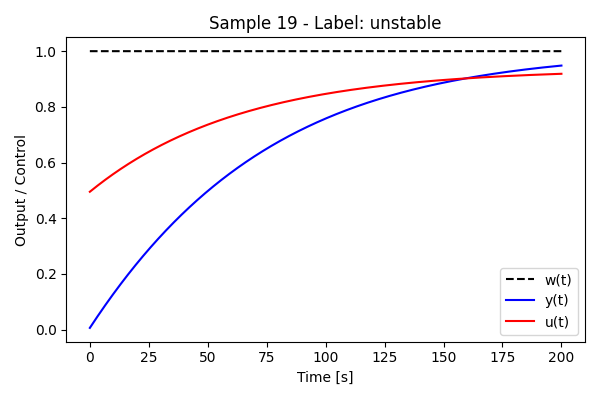 Sample 19 - Label: unstable
Output / Control
1.0
0.8
0.6
0.4
0.2
0.0
w(t)
y(t)
u(t)
0 25 50 75 100 125 150 175 200
Time [s]